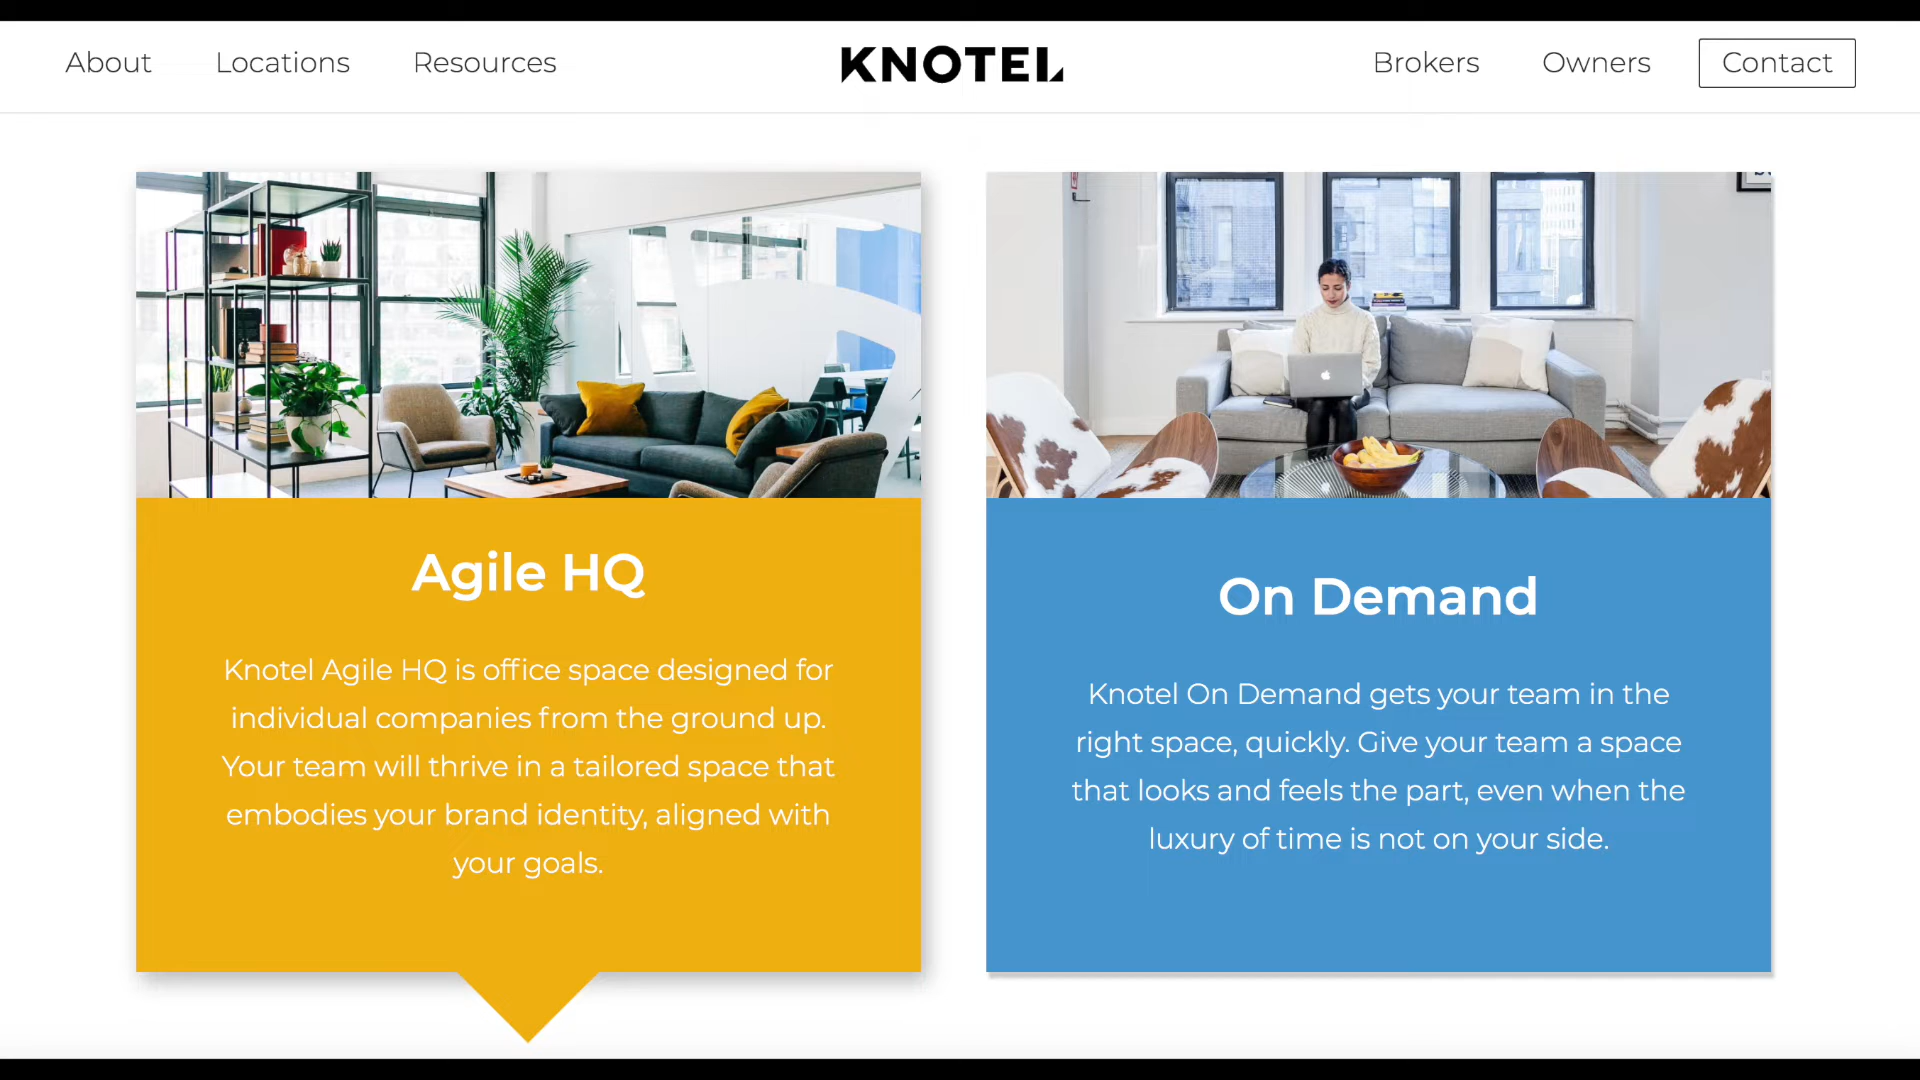 About
Locations
Resources
KNOTEL
Brokers
Owners
Contact
Agile HQ
Knotel Agile HQ is office space designed for
individual companies from the ground up.
Your team will thrive in a tailored space that
embodies your brand identity, aligned with
your goals.
On Demand
Knotel On Demand gets your team in the
right space, quickly. Give your team a space
that looks and feels the part, even when the
luxury of time is not on your side.